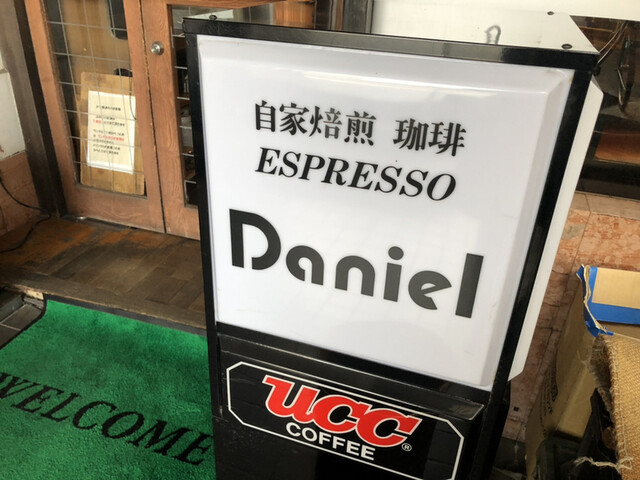 自家焙煎 珈琲
ESPRESSO
Daniel
UCC
®
COFFEE
WELCOME